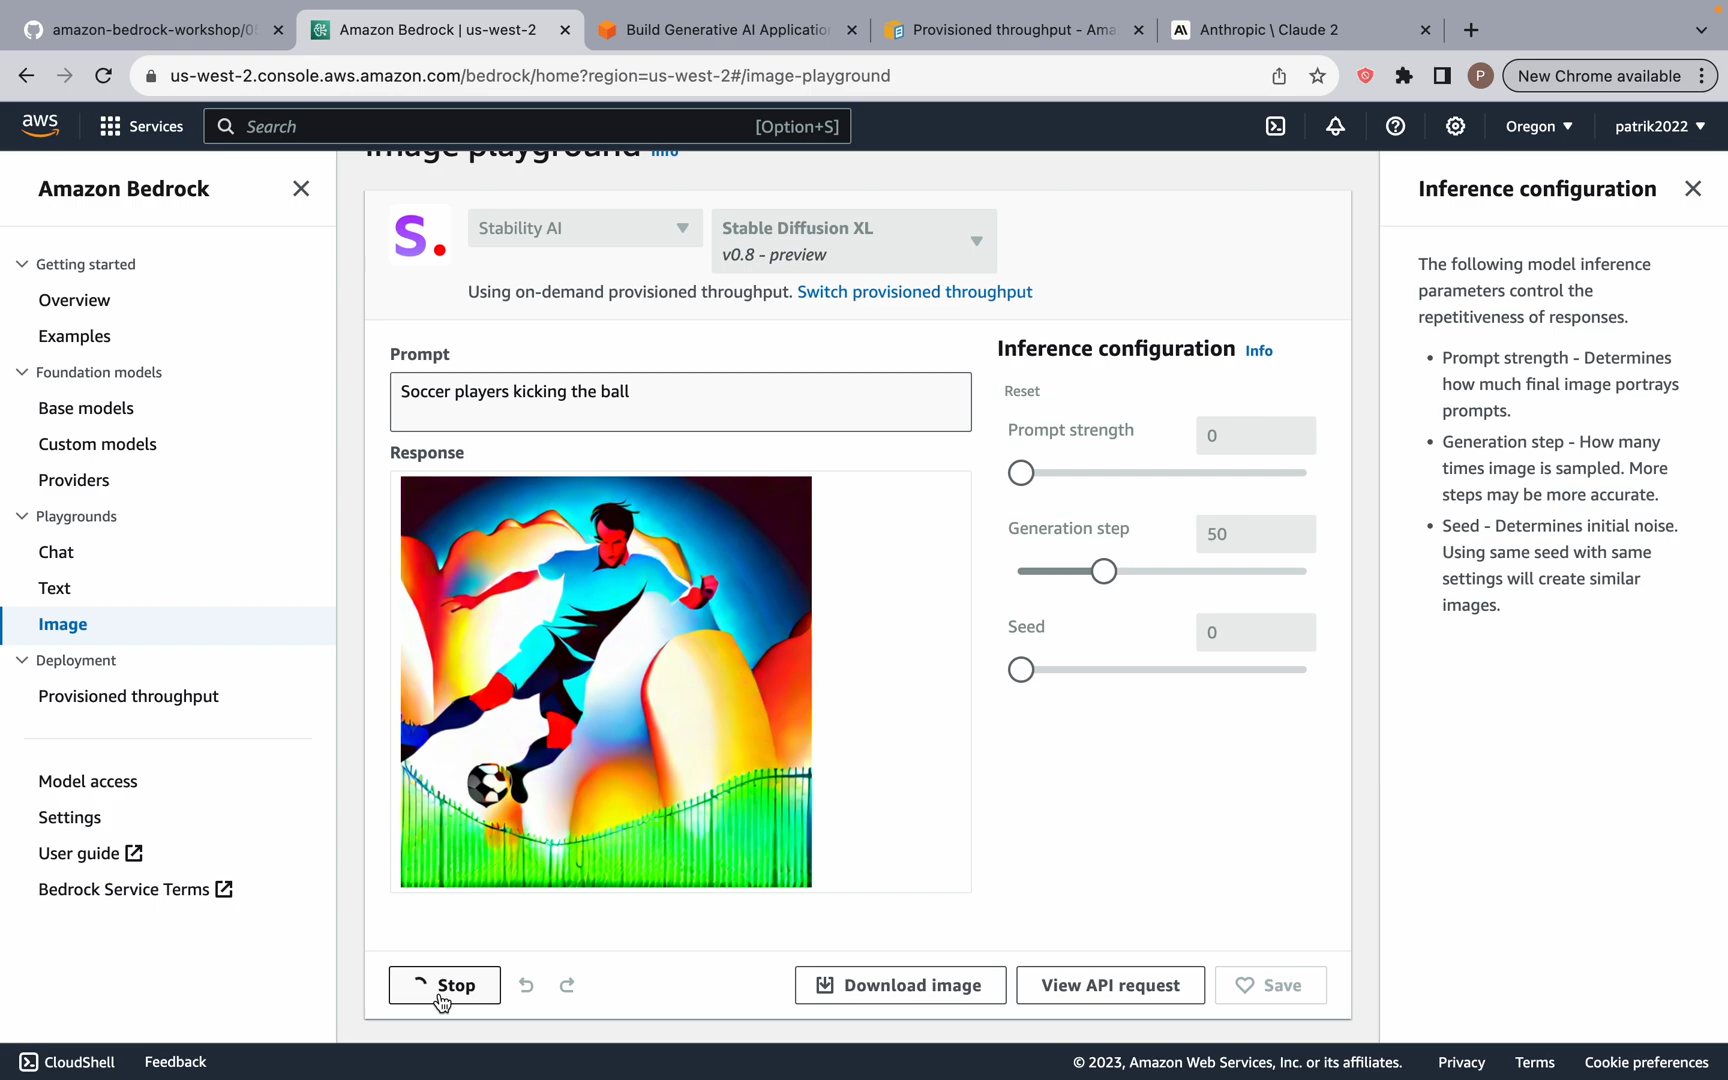 amazon-bedrock-workshop/0
Amazon Bedrock | us-west-2
Build Generative AI Applicatio
Provisioned throughput - Ama
Anthropic \ Claude 2
us-west-2.console.aws.amazon.com/bedrock/home?region=us-west-2#/image-playground
P
New Chrome available
aws
Services
Search
[Option+S]
Oregon
patrik2022
Amazon Bedrock
Getting started
Overview
Examples
Foundation models
Base models
Custom models
Providers
Playgrounds
Chat
Text
Image
Deployment
Provisioned throughput
Model access
Settings
User guide
Bedrock Service Terms
Image playground Info
S.
Stability AI
Stable Diffusion XL
v0.8 - preview
Using on-demand provisioned throughput. Switch provisioned throughput
Prompt
Soccer players kicking the ball
Response
Inference configuration Info
Reset
Prompt strength
0
Generation step
50
Seed
0
Stop
Download image
View API request
Save
Inference configuration
The following model inference
parameters control the
repetitiveness of responses.
• Prompt strength - Determines
how much final image portrays
prompts.
• Generation step - How many
times image is sampled. More
steps may be more accurate.
• Seed - Determines initial noise.
Using same seed with same
settings will create similar
images.
CloudShell
Feedback
© 2023, Amazon Web Services, Inc. or its affiliates.
Privacy
Terms
Cookie preferences